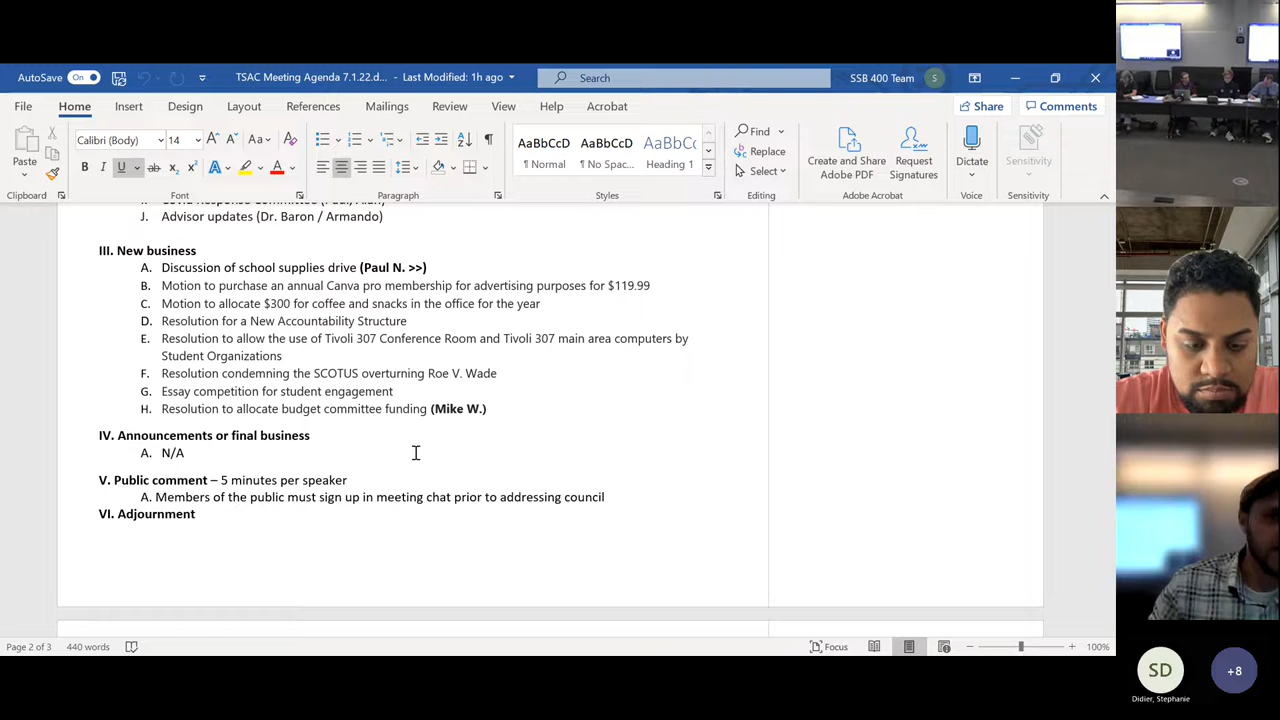 AutoSave On TSAC Meeting Agenda 7.1.22.d... - Last Modified: 1h ago Search SSB 400 Team S
File Home Insert Design Layout References Mailings Review View Help Acrobat Share Comments
Paste
Calibri (Body) 14 Aa
B I U ab x₂ x² A A
AaBbCcD AaBbCcD AaBbCc
¶ Normal ¶ No Spac... Heading 1
Find
Replace
Select
Create and Share Adobe PDF
Request Signatures
Dictate
Sensitivity
Clipboard Font Paragraph Styles Editing Adobe Acrobat Voice Sensitivity
J. Advisor updates (Dr. Baron / Armando)
III. New business
A. Discussion of school supplies drive (Paul N. >>)
B. Motion to purchase an annual Canva pro membership for advertising purposes for $119.99
C. Motion to allocate $300 for coffee and snacks in the office for the year
D. Resolution for a New Accountability Structure
E. Resolution to allow the use of Tivoli 307 Conference Room and Tivoli 307 main area computers by
Student Organizations
F. Resolution condemning the SCOTUS overturning Roe V. Wade
G. Essay competition for student engagement
H. Resolution to allocate budget committee funding (Mike W.)
IV. Announcements or final business
A. N/A
V. Public comment – 5 minutes per speaker
A. Members of the public must sign up in meeting chat prior to addressing council
VI. Adjournment
Page 2 of 3 440 words Focus 100%
SD +8
Didier, Stephanie